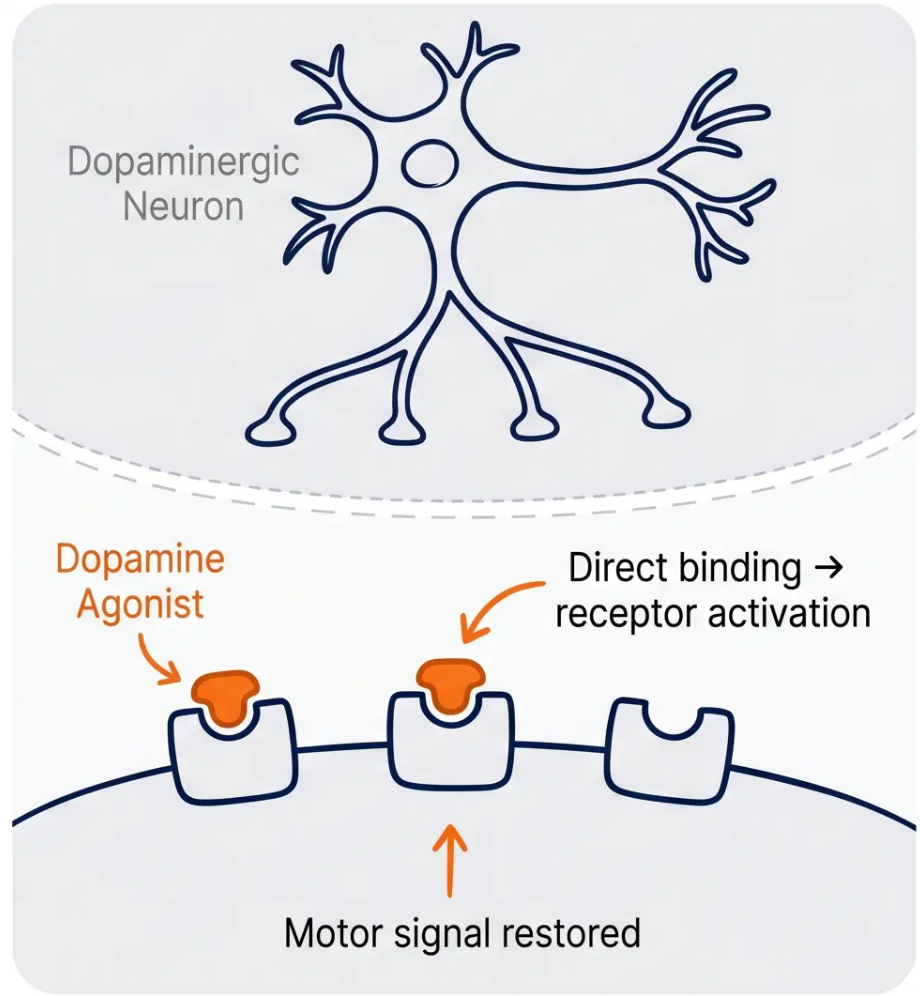 Dopaminergic
Neuron
Dopamine
Agonist
Direct binding →
receptor activation
Motor signal restored